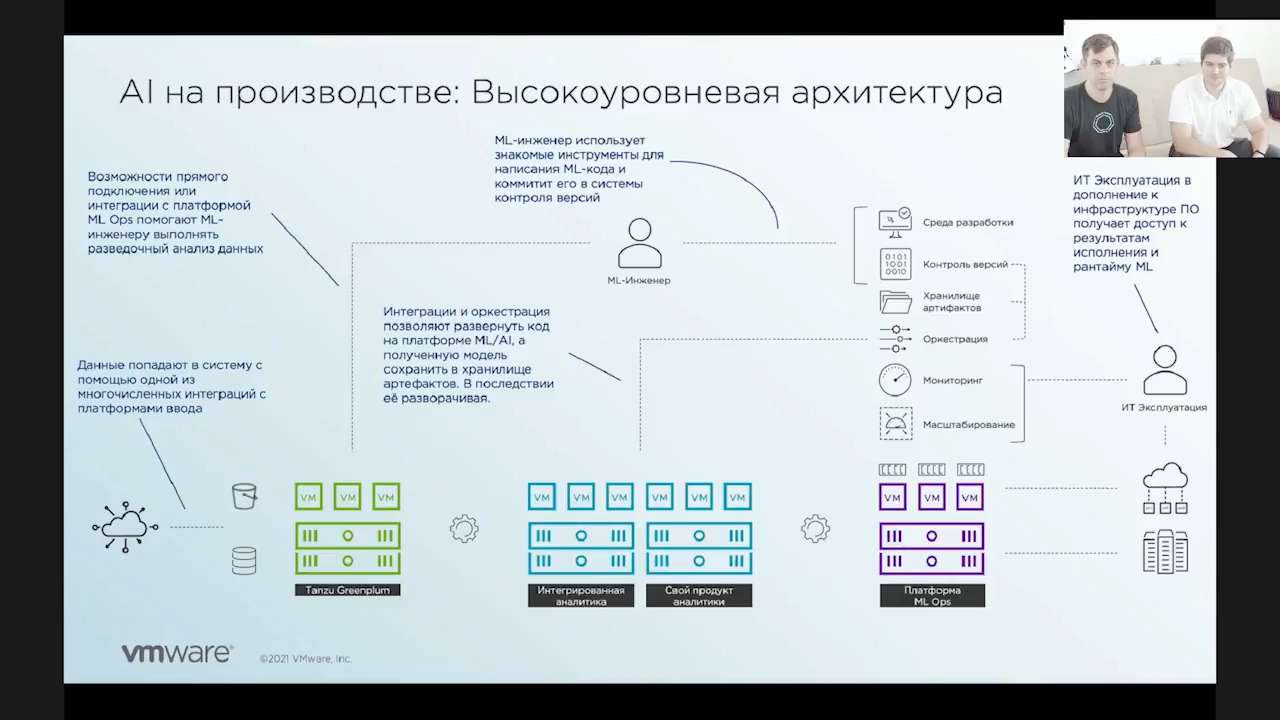 AI на производстве: Высокоуровневая архитектура
ML-инженер использует
знакомые инструменты для
написания ML-кода и
коммитит его в системы
контроля версий
Возможности прямого
подключения или
интеграции с платформой
ML Ops помогают ML-
инженеру выполнять
разведочный анализ данных
ИТ Эксплуатация в
дополнение к
инфраструктуре ПО
получает доступ к
результатам
исполнения и
рантайму ML
ML-Инженер
Среда разработки
0101
1001
0010
Контроль версий
Хранилище
артифактов
Оркестрация
Мониторинг
Масштабирование
ИТ Эксплуатация
Интеграции и оркестрация
позволяют развернуть код
на платформе ML/AI, а
полученную модель
сохранить в хранилище
артефактов. В последствии
её разворачивая.
Данные попадают в систему с
помощью одной из
многочисленных интеграций с
платформами ввода
VM VM VM
VM VM VM VM VM VM
VM VM VM
Tanzu Greenplum
Интегрированная
аналитика
Свой продукт
аналитики
Платформа
ML Ops
vmware®
©2021 VMware, Inc.